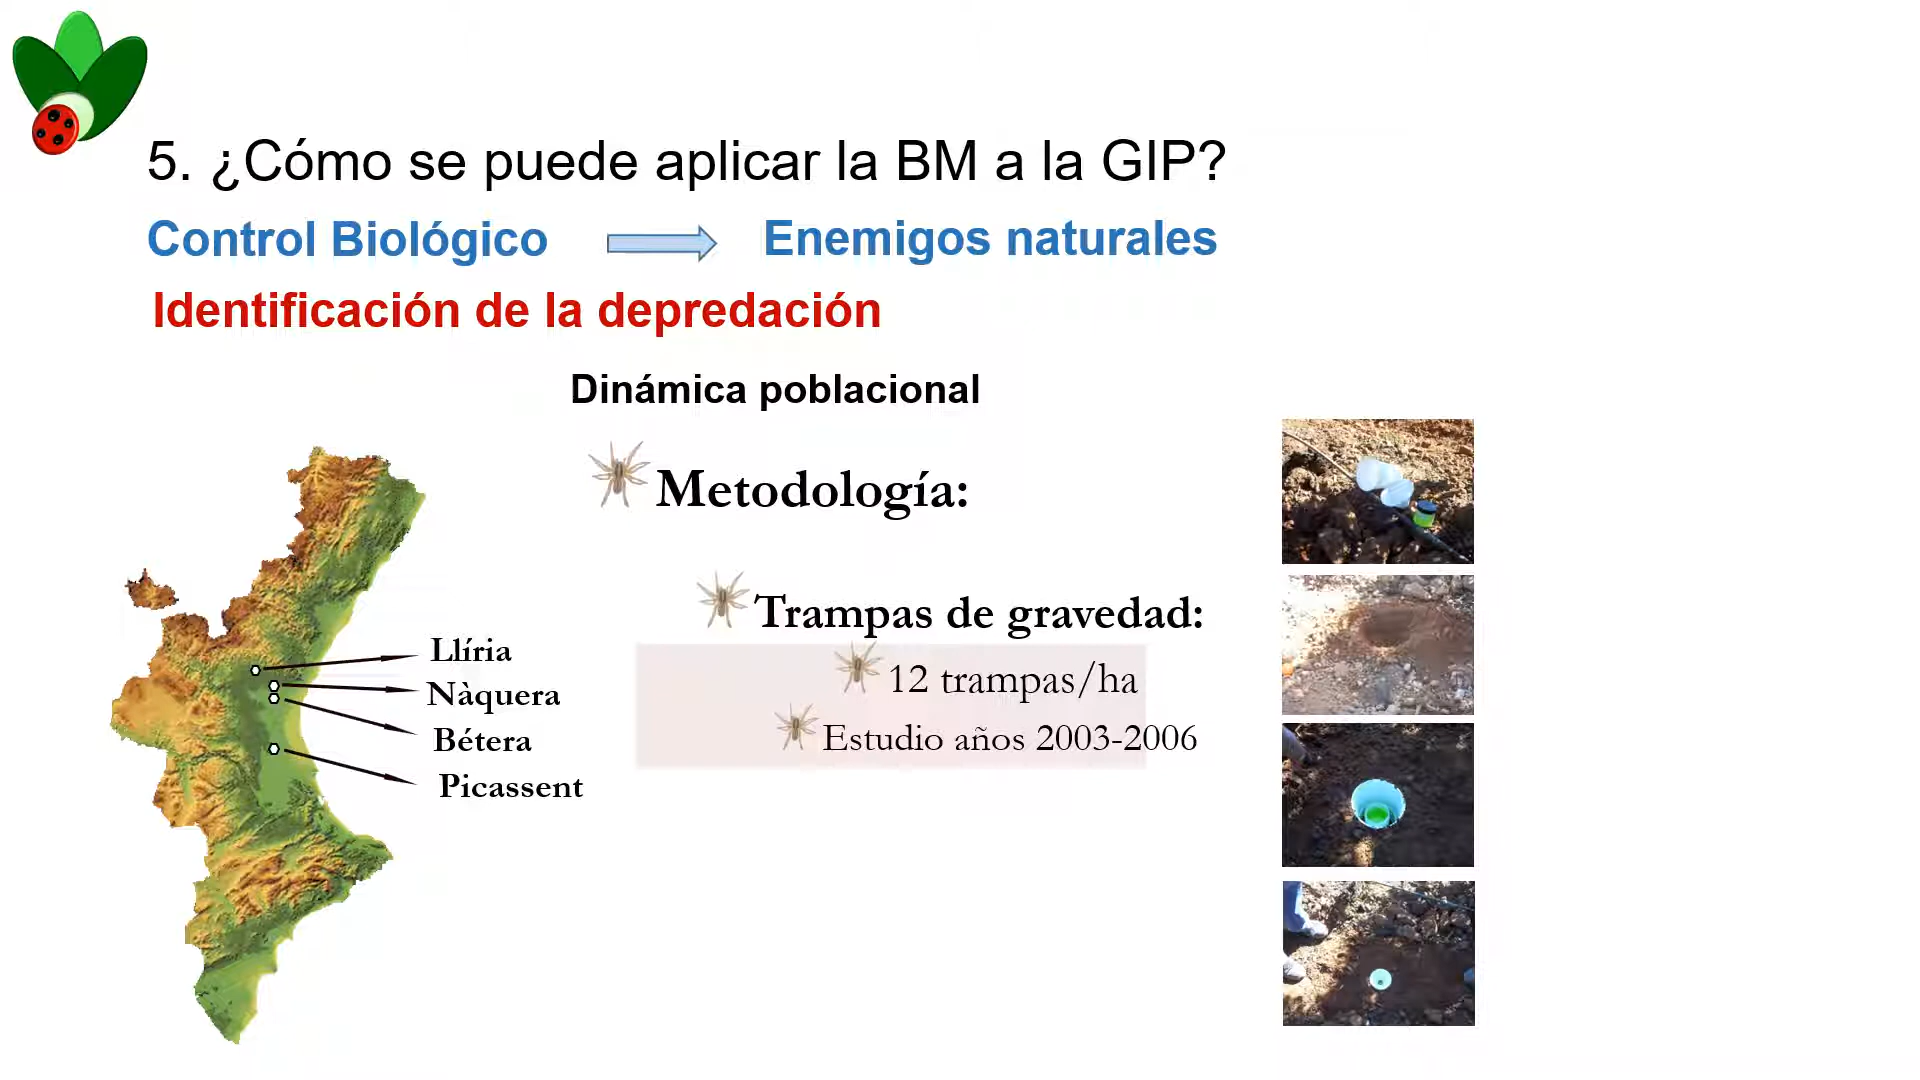 5. ¿Cómo se puede aplicar la BM a la GIP?
Control Biológico Enemigos naturales
Identificación de la depredación
Dinámica poblacional
Metodología:
Trampas de gravedad:
12 trampas/ha
Estudio años 2003-2006
Llíria
Nàquera
Bétera
Picassent